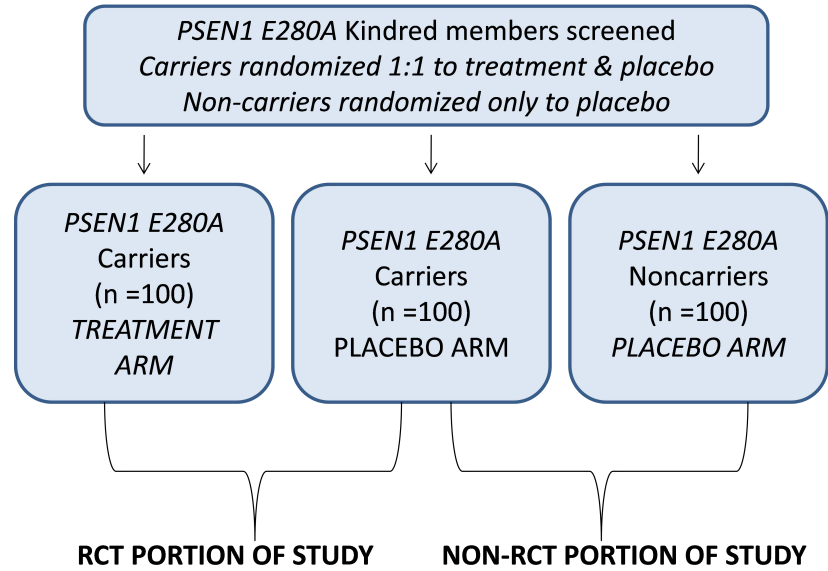 PSEN1 E280A Kindred members screened
Carriers randomized 1:1 to treatment & placebo
Non-carriers randomized only to placebo
PSEN1 E280A
Carriers
(n =100)
TREATMENT
ARM
PSEN1 E280A
Carriers
(n =100)
PLACEBO ARM
PSEN1 E280A
Noncarriers
(n =100)
PLACEBO ARM
RCT PORTION OF STUDY
NON-RCT PORTION OF STUDY